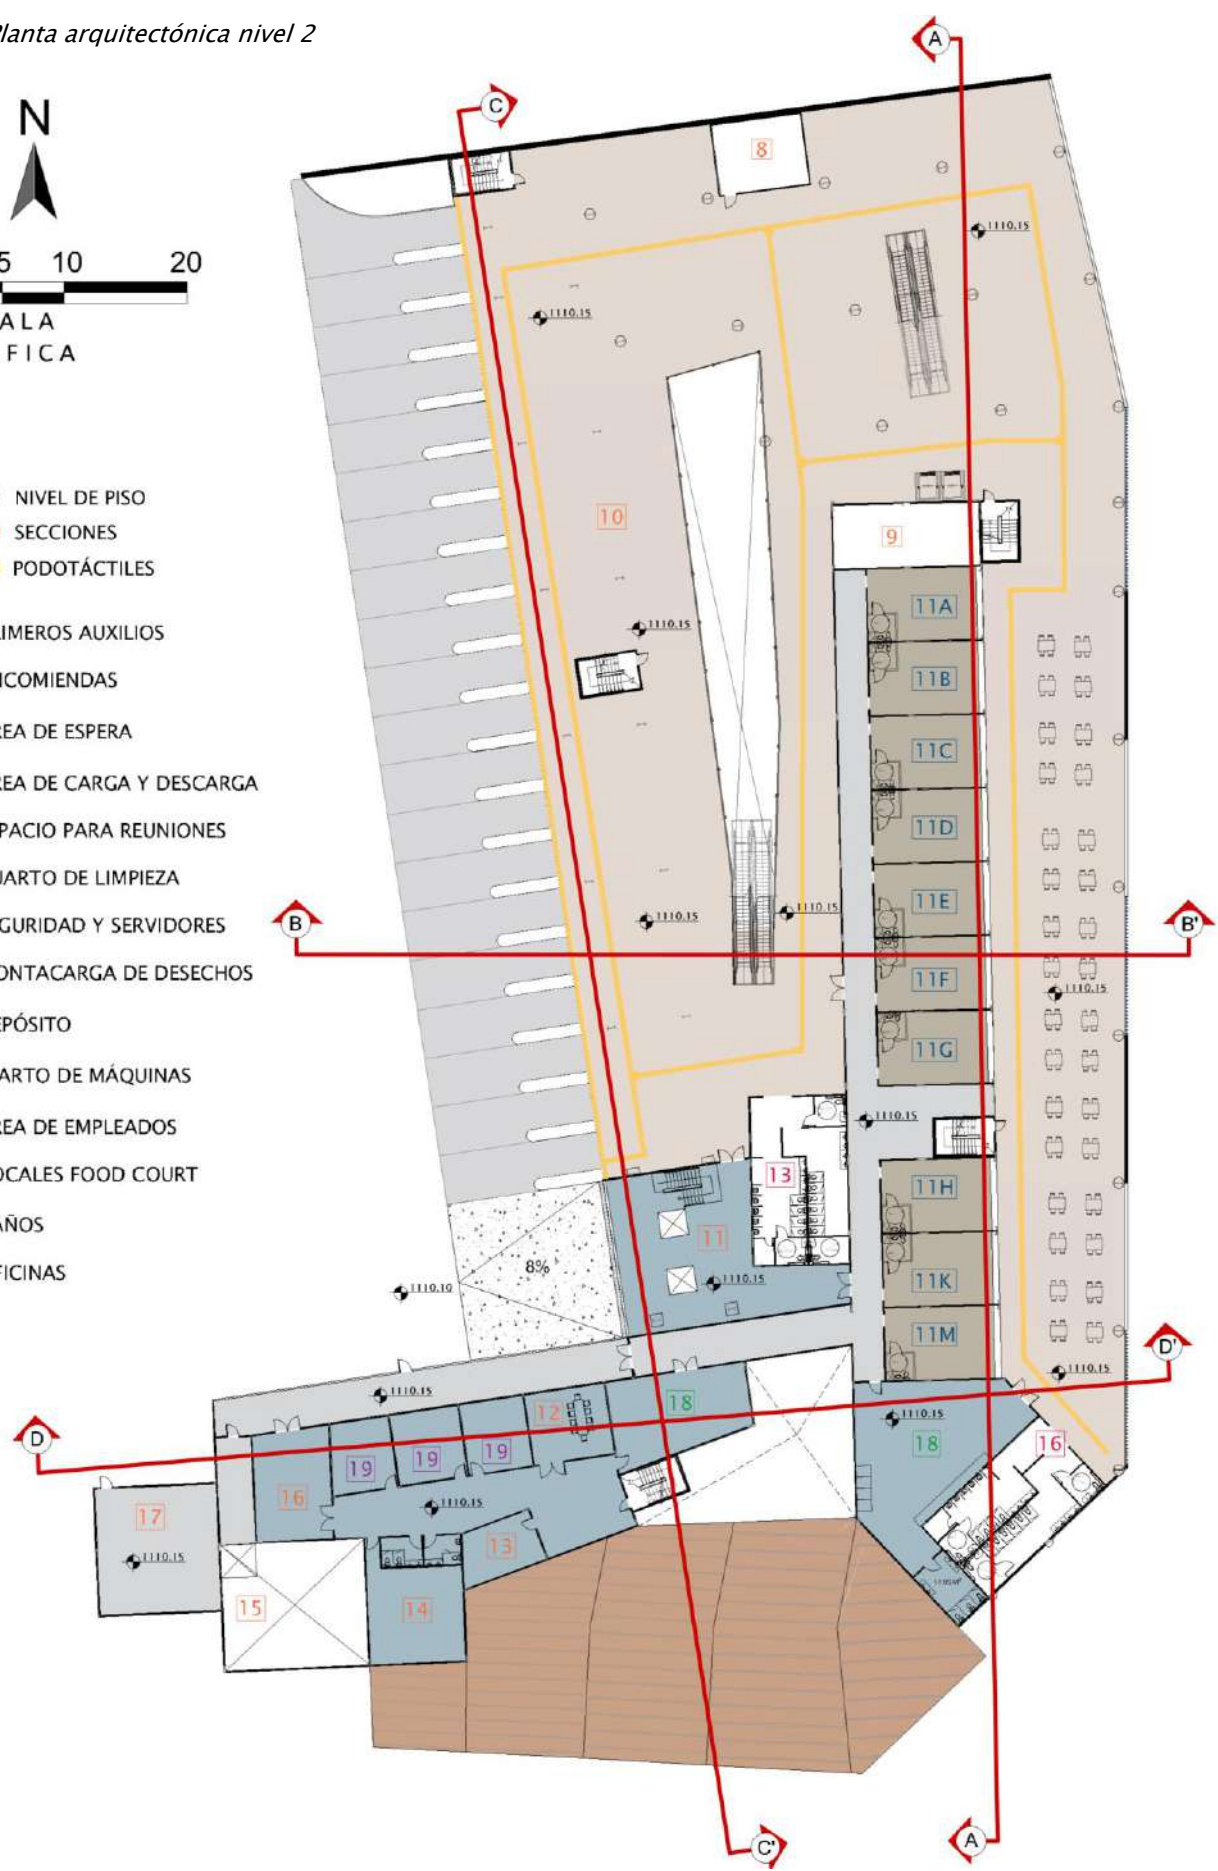 Planta arquitectónica nivel 2
A
C
N
5 10 20
ALA
FICA
8
1110.15
1110.15
NIVEL DE PISO
SECCIONES
PODOTÁCTILES
10
9
11A
IMEROS AUXILIOS
1110.15
11B
COMIENDAS
EA DE ESPERA
11C
EA DE CARGA Y DESCARGA
PACIO PARA REUNIONES
11D
ARTO DE LIMPIEZA
11E
GURIDAD Y SERVIDORES
B
1110.15
1110.15
B'
ONTACARGA DE DESECHOS
11F
1110.15
EPÓSITO
11G
ARTO DE MÁQUINAS
1110.15
EA DE EMPLEADOS
OCALES FOOD COURT
13
11H
AÑOS
11
FICINAS
8%
1110.15
11K
1110.10
11M
D'
1110.15
1110.15
12
18
1110.15
D
19
19
19
18
16
16
1110.15
17
1110.15
13
15
14
C'
A